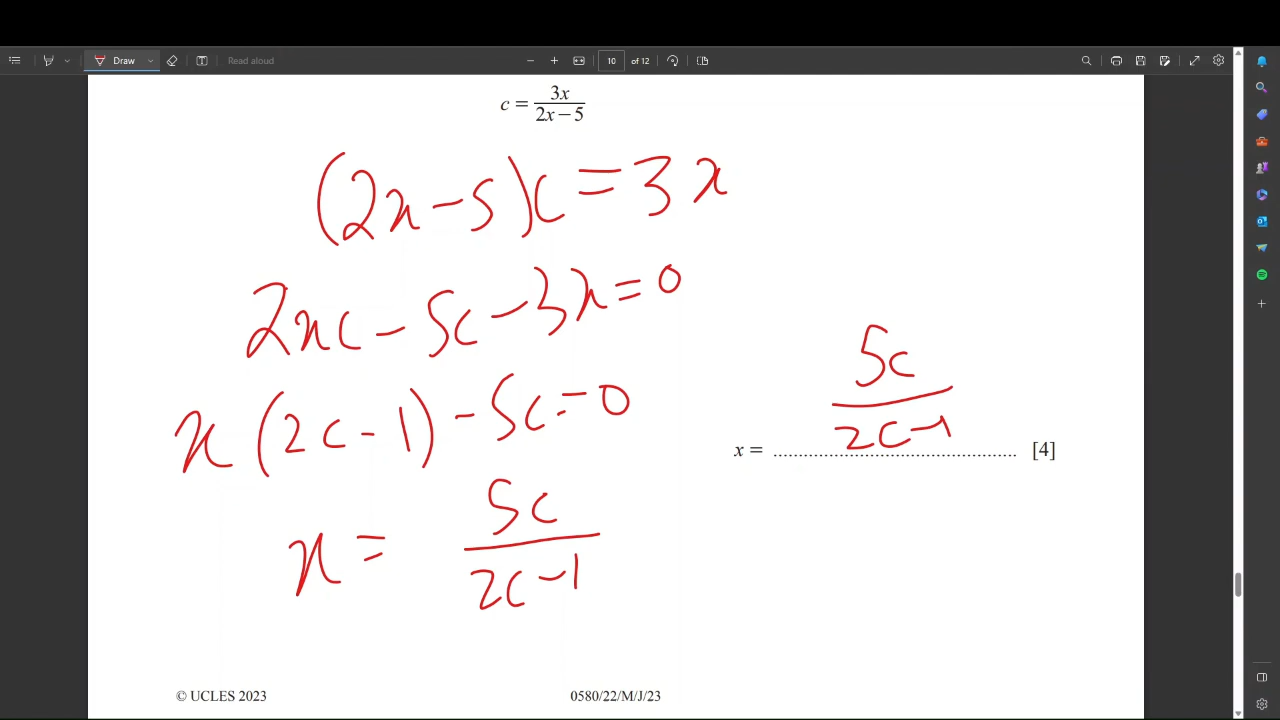 Draw
Read aloud
10 of 12
c = 3x / 2x − 5
(2x − 5)c = 3x
2xc − 5c − 3x = 0
x(2c − 1) − 5c = 0
x = 5c / 2c − 1
5c / 2c − 1
x = ................................................ [4]
© UCLES 2023
0580/22/M/J/23